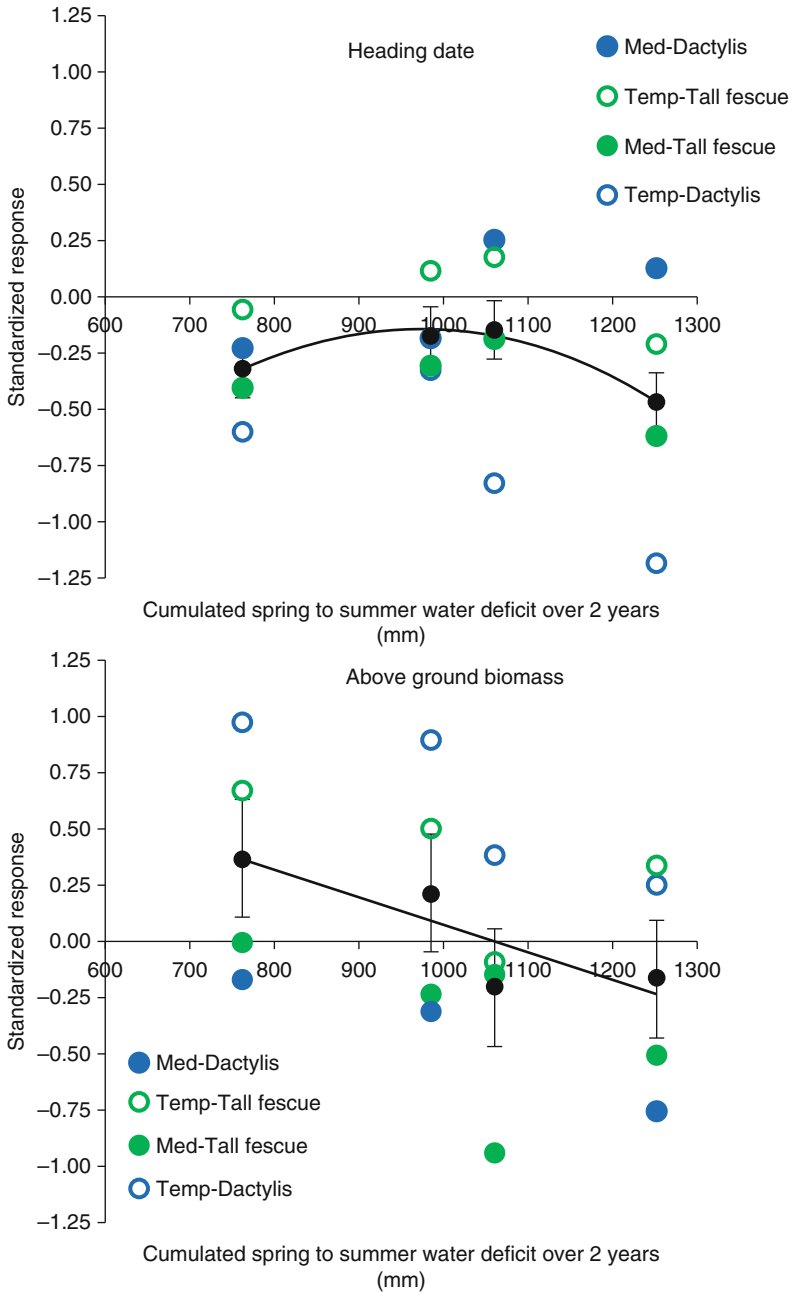 Heading date
Med-Dactylis
Temp-Tall fescue
Med-Tall fescue
Temp-Dactylis
Standardized response
1.25
1.00
0.75
0.50
0.25
0.00
–0.25
–0.50
–0.75
–1.00
–1.25
600 700 800 900 1000 1100 1200 1300
Cumulated spring to summer water deficit over 2 years
(mm)
Above ground biomass
Standardized response
1.25
1.00
0.75
0.50
0.25
0.00
–0.25
–0.50
–0.75
–1.00
–1.25
600 700 800 900 1000 1100 1200 1300
Med-Dactylis
Temp-Tall fescue
Med-Tall fescue
Temp-Dactylis
Cumulated spring to summer water deficit over 2 years
(mm)